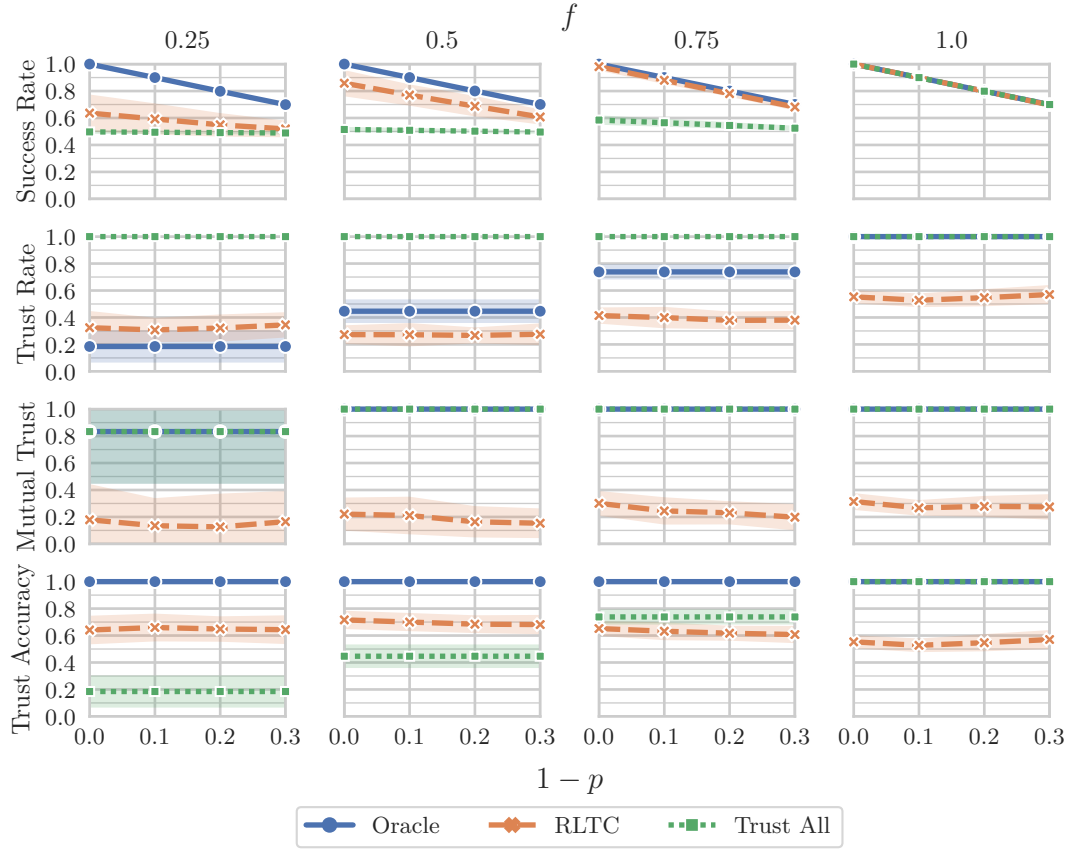 f
0.25 0.5 0.75 1.0
Success Rate
1.0
0.8
0.6
0.4
0.2
0.0
Trust Rate
1.0
0.8
0.6
0.4
0.2
0.0
Mutual Trust
1.0
0.8
0.6
0.4
0.2
0.0
Trust Accuracy
1.0
0.8
0.6
0.4
0.2
0.0
0.0 0.1 0.2 0.3 0.0 0.1 0.2 0.3 0.0 0.1 0.2 0.3 0.0 0.1 0.2 0.3
1 − p
Oracle RLTC Trust All